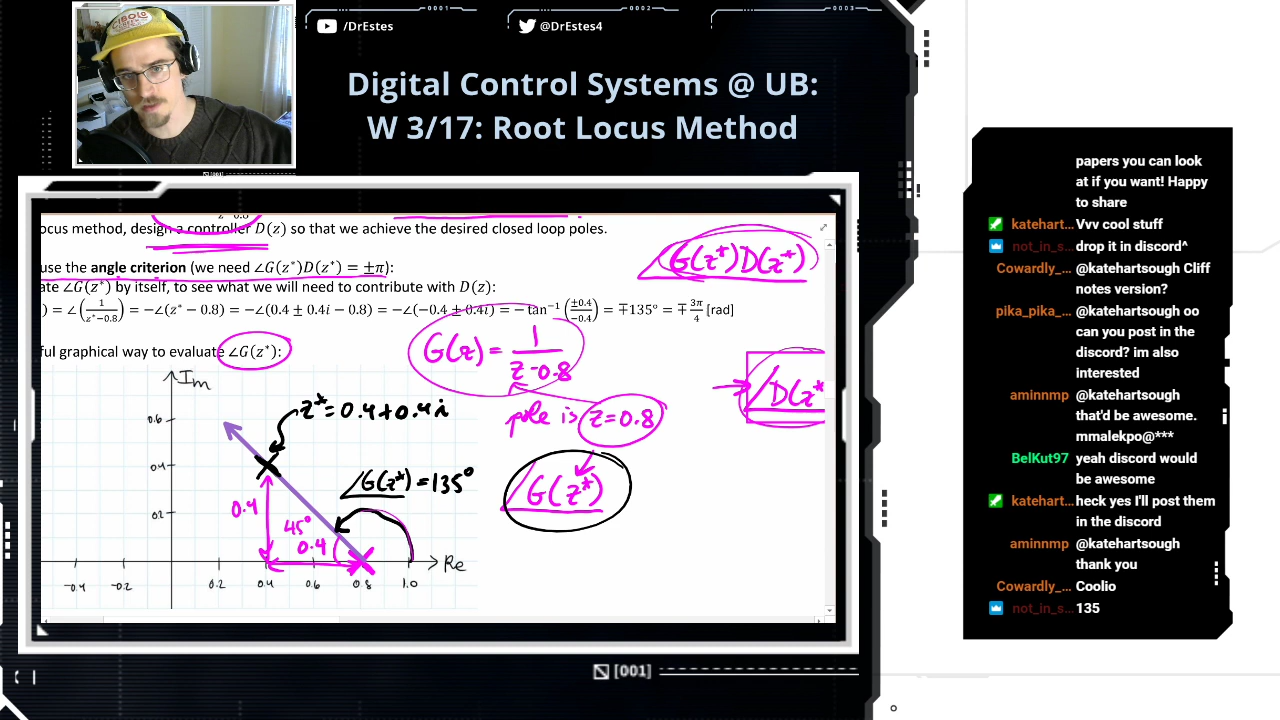 0001
0002
0003
/DrEstes
@DrEstes4
Digital Control Systems @ UB:
W 3/17: Root Locus Method
[001]
ocus method, design a controller D(z) so that we achieve the desired closed loop poles.
use the angle criterion (we need ∠G(z*)D(z*) = ±π):
ate ∠G(z*) by itself, to see what we will need to contribute with D(z):
) = ∠(1/(z*−0.8)) = −∠(z* − 0.8) = −∠(0.4 ± 0.4i − 0.8) = −∠(−0.4 ± 0.4i) = − tan⁻¹(±0.4/−0.4) = ∓135° = ∓3π/4 [rad]
ful graphical way to evaluate ∠G(z*):
∠G(z*)D(z*)
G(z) = 1/(z-0.8)
pole is z=0.8
∠D(z*
∠G(z*)
Im
z* = 0.4+0.4i
∠G(z*) = 135°
0.6
0.4
0.2
0.4
45°
0.4
Re
-0.4 -0.2 0.2 0.4 0.6 0.8 1.0
[001]
papers you can look
at if you want! Happy
to share
katehart... Vvv cool stuff
not_in_s... drop it in discord^
Cowardly_... @katehartsough Cliff
notes version?
pika_pika_... @katehartsough oo
can you post in the
discord? im also
interested
aminnmp @katehartsough
that'd be awesome.
mmalekpo@***
BelKut97 yeah discord would
be awesome
katehart... heck yes I'll post them
in the discord
aminnmp @katehartsough
thank you
Cowardly_... Coolio
not_in_s... 135